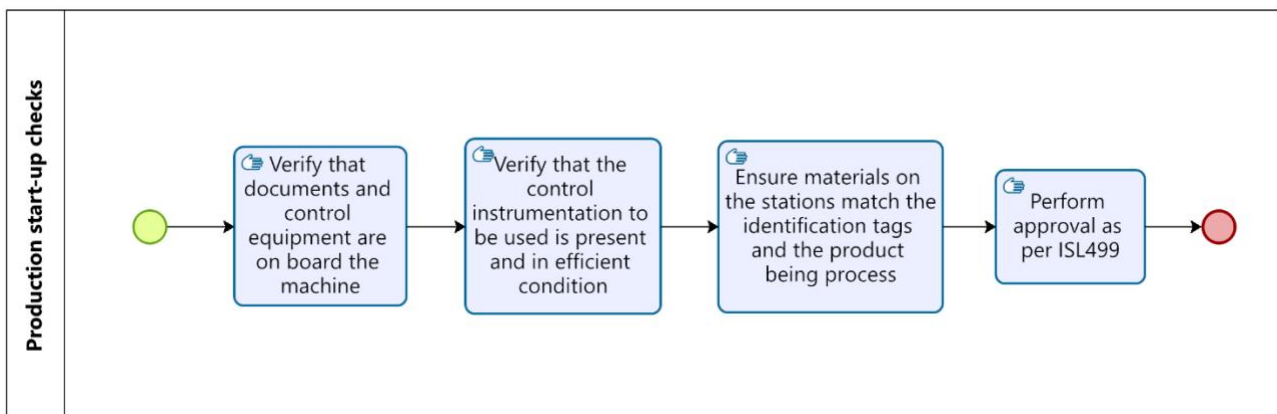 Production start-up checks
Verify that
documents and
control
equipment are
on board the
machine
Verify that the
control
instrumentation to
be used is present
and in efficient
condition
Ensure materials on
the stations match the
identification tags
and the product
being process
Perform
approval as
per ISL499